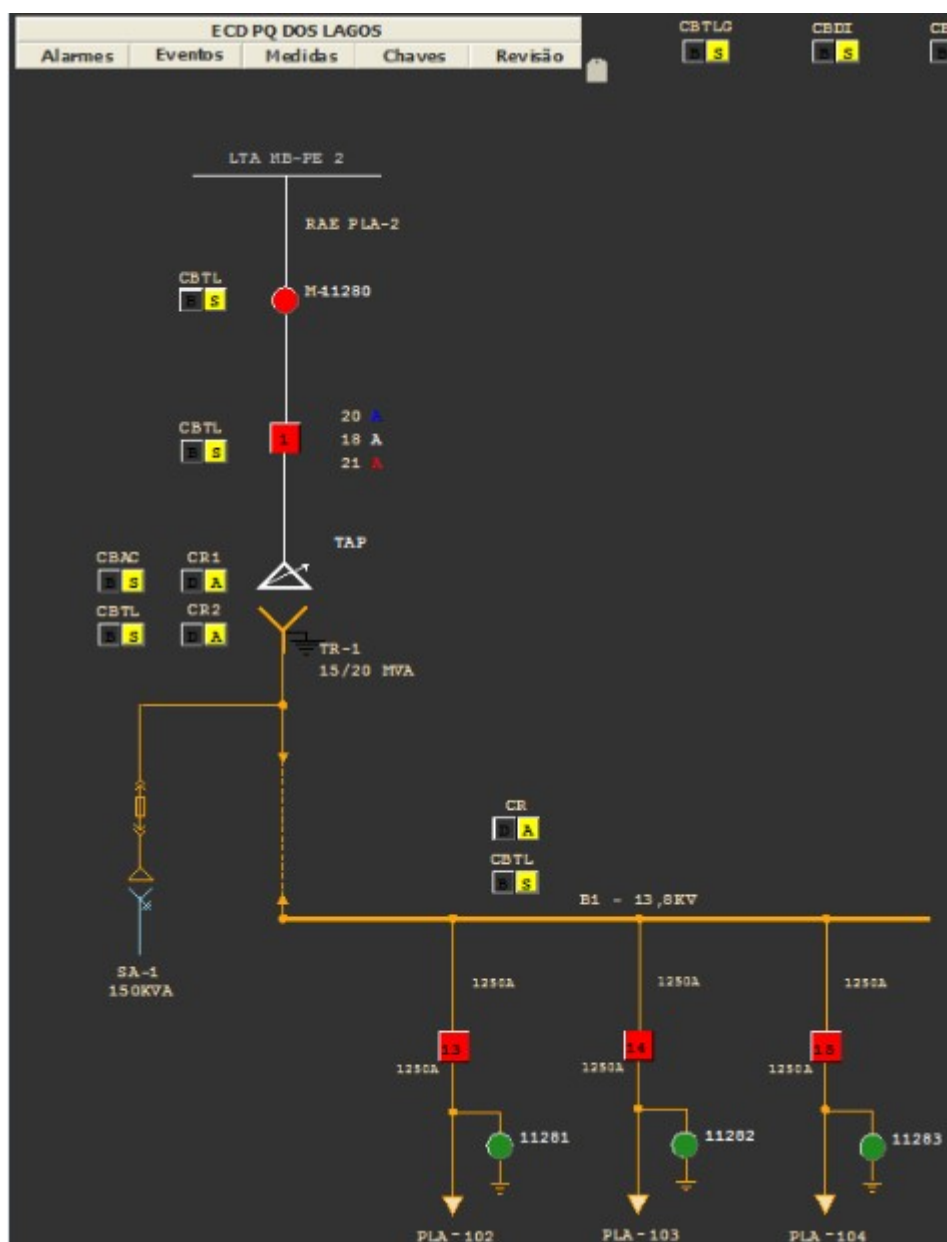 ECD PQ DOS LAGOS
Alarmes Eventos Medidas Chaves Revisão
CBTLG CBDI
B S B S
LTA MB-PE 2
RAE PLA-2
CBTL
B S
M-11280
CBTL
B S
1
20 A
18 A
21 A
TAP
CBAC CR1
B S D A
CBTL CR2
B S D A
TR-1
15/20 MVA
CR
D A
CBTL
B S
B1 - 13,8KV
SA-1
150KVA
1250A 1250A 1250A
13 14 15
1250A 1250A 1250A
11281 11282 11283
PLA-102 PLA-103 PLA-104